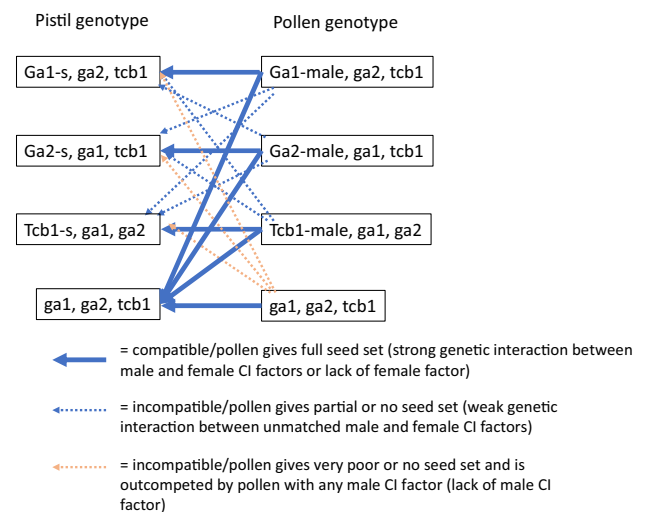 Pistil genotype Pollen genotype
Ga1-s, ga2, tcb1 Ga1-male, ga2, tcb1
Ga2-s, ga1, tcb1 Ga2-male, ga1, tcb1
Tcb1-s, ga1, ga2 Tcb1-male, ga1, ga2
ga1, ga2, tcb1 ga1, ga2, tcb1
= compatible/pollen gives full seed set (strong genetic interaction between
male and female CI factors or lack of female factor)
= incompatible/pollen gives partial or no seed set (weak genetic
interaction between unmatched male and female CI factors)
= incompatible/pollen gives very poor or no seed set and is
outcompeted by pollen with any male CI factor (lack of male CI
factor)